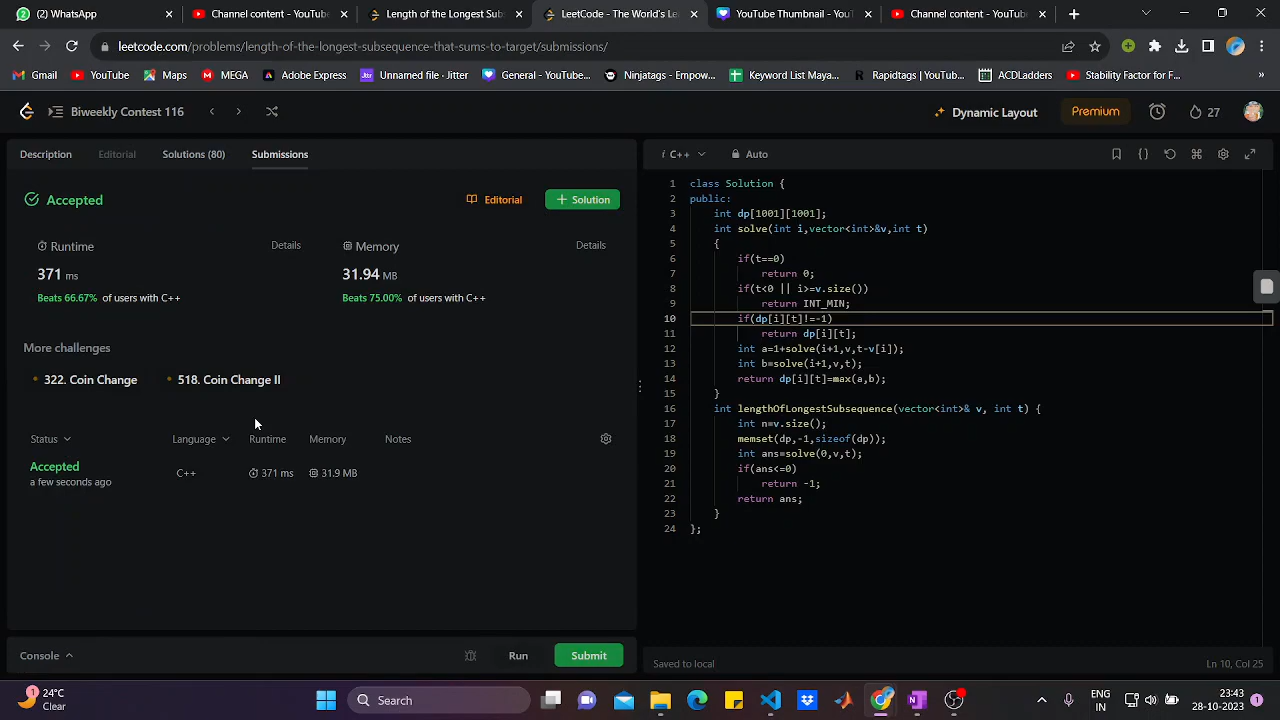 (2) WhatsApp
Channel content - YouTube
Length of the Longest Sub
LeetCode - The World's Le
YouTube Thumbnail - YouT
Channel content - YouTube
leetcode.com/problems/length-of-the-longest-subsequence-that-sums-to-target/submissions/
Gmail
YouTube
Maps
MEGA
Adobe Express
Jttr
Unnamed file - Jitter
General - YouTube...
Ninjatags - Empow...
Keyword List Maya...
Rapidtags | YouTub...
ACDLadders
Stability Factor for F...
»
Biweekly Contest 116
Dynamic Layout
Premium
27
Description
Editorial
Solutions (80)
Submissions
Accepted
Editorial
+ Solution
Runtime
Details
371 ms
Beats 66.67% of users with C++
Memory
Details
31.94 MB
Beats 75.00% of users with C++
More challenges
322. Coin Change
518. Coin Change II
Status
Language
Runtime
Memory
Notes
Accepted
a few seconds ago
C++
371 ms
31.9 MB
Console
Run
Submit
i C++
Auto
1 class Solution {
2 public:
3 int dp[1001][1001];
4 int solve(int i,vector<int>&v,int t)
5 {
6 if(t==0)
7 return 0;
8 if(t<0 || i>=v.size())
9 return INT_MIN;
10 if(dp[i][t]!=-1)
11 return dp[i][t];
12 int a=1+solve(i+1,v,t-v[i]);
13 int b=solve(i+1,v,t);
14 return dp[i][t]=max(a,b);
15 }
16 int lengthOfLongestSubsequence(vector<int>& v, int t) {
17 int n=v.size();
18 memset(dp,-1,sizeof(dp));
19 int ans=solve(0,v,t);
20 if(ans<=0)
21 return -1;
22 return ans;
23 }
24 };
Saved to local
Ln 10, Col 25
1
24°C
Clear
Search
ENG
IN
23:43
28-10-2023
1